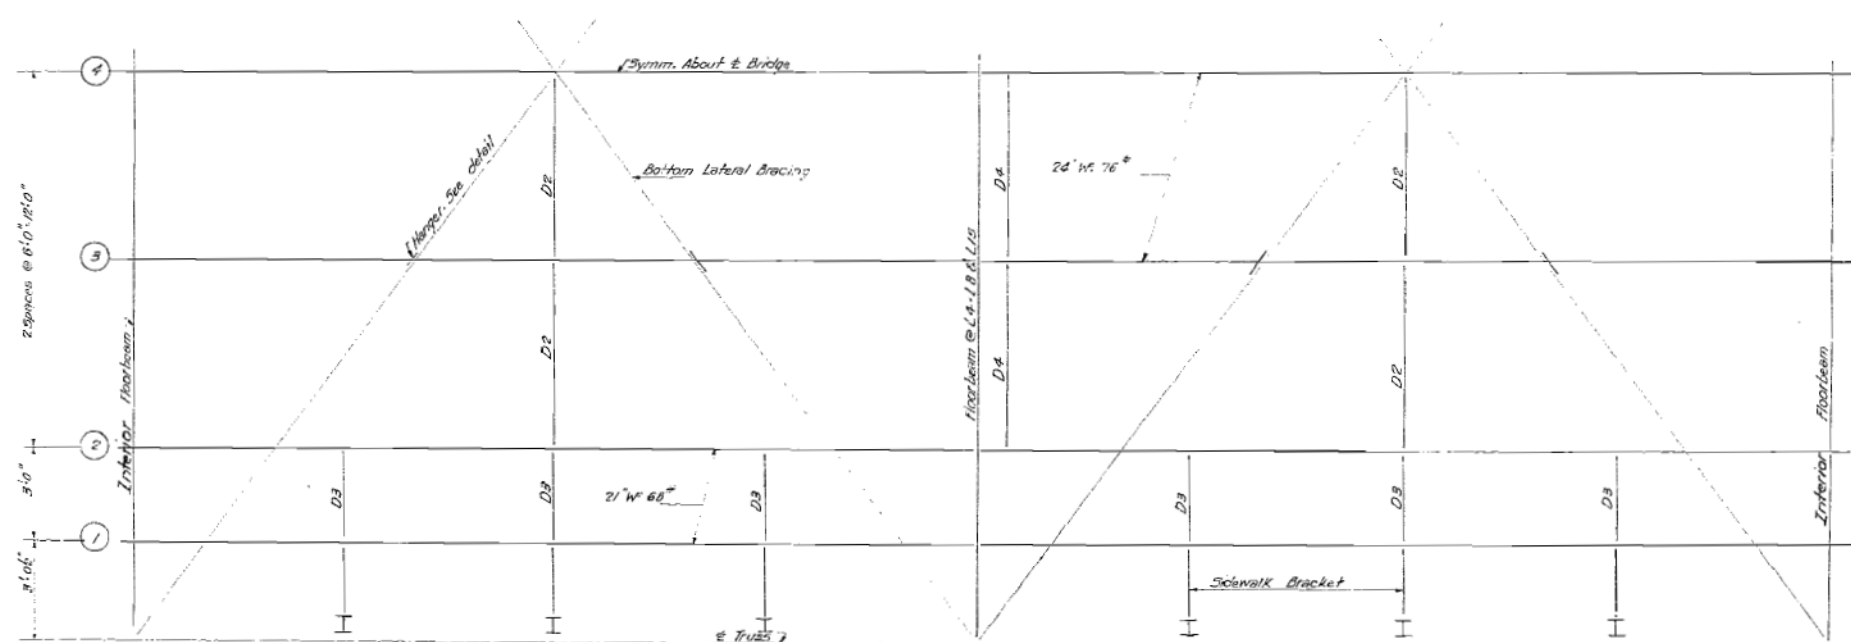 4
Symm. About ℄ Bridge
Hanger. See detail
D2
Bottom Lateral Bracing
D4
24" WF 76#
D2
2 Spaces @ 6'-0"=12'-0"
3
Interior Floorbeam
D2
Floorbeam @ L4-L8 & L15
D4
D2
Interior Floorbeam
2
3'-0"
D3
D3
21" WF 68#
D3
D3
D3
D3
1
Sidewalk Bracket
℄ Truss